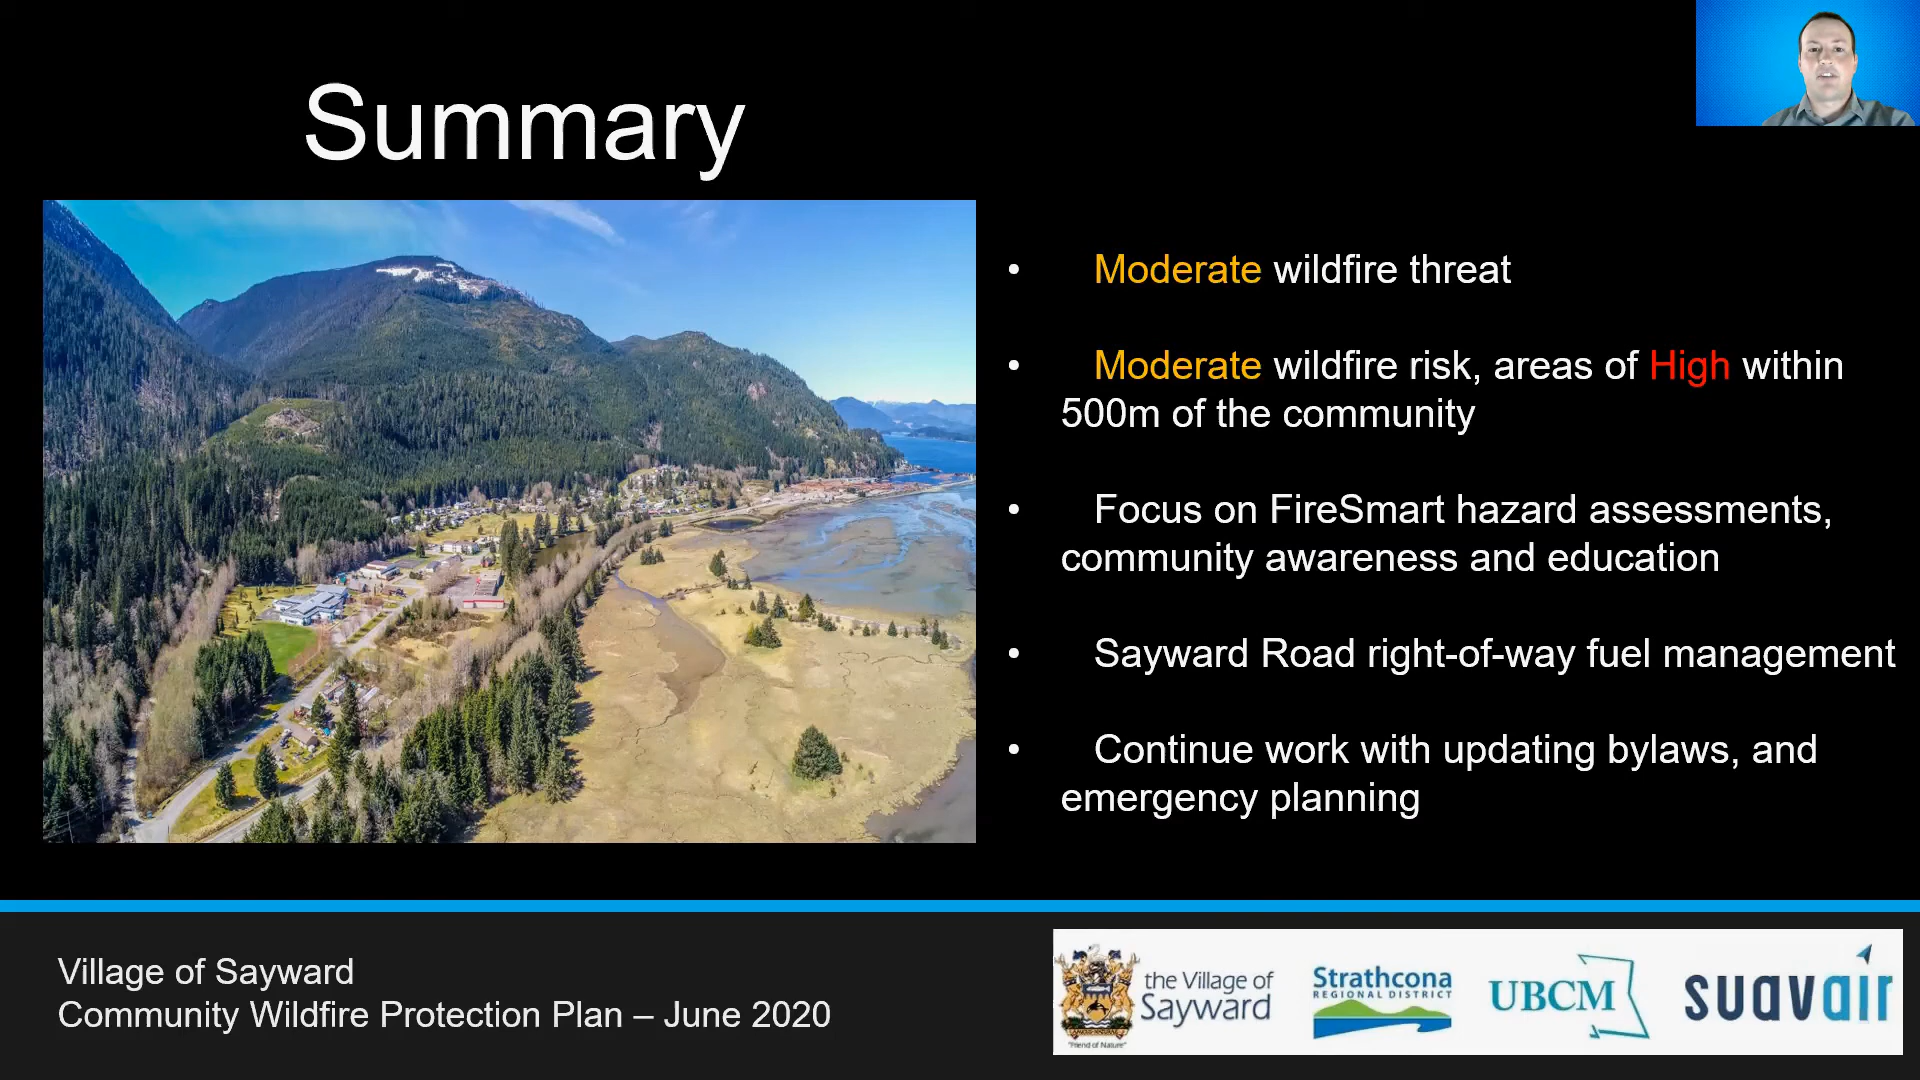 Summary
• Moderate wildfire threat
• Moderate wildfire risk, areas of High within
500m of the community
• Focus on FireSmart hazard assessments,
community awareness and education
• Sayward Road right-of-way fuel management
• Continue work with updating bylaws, and
emergency planning
Village of Sayward
Community Wildfire Protection Plan – June 2020
the Village of
Sayward
"Friend of Nature"
Strathcona
REGIONAL DISTRICT
UBCM
suavair